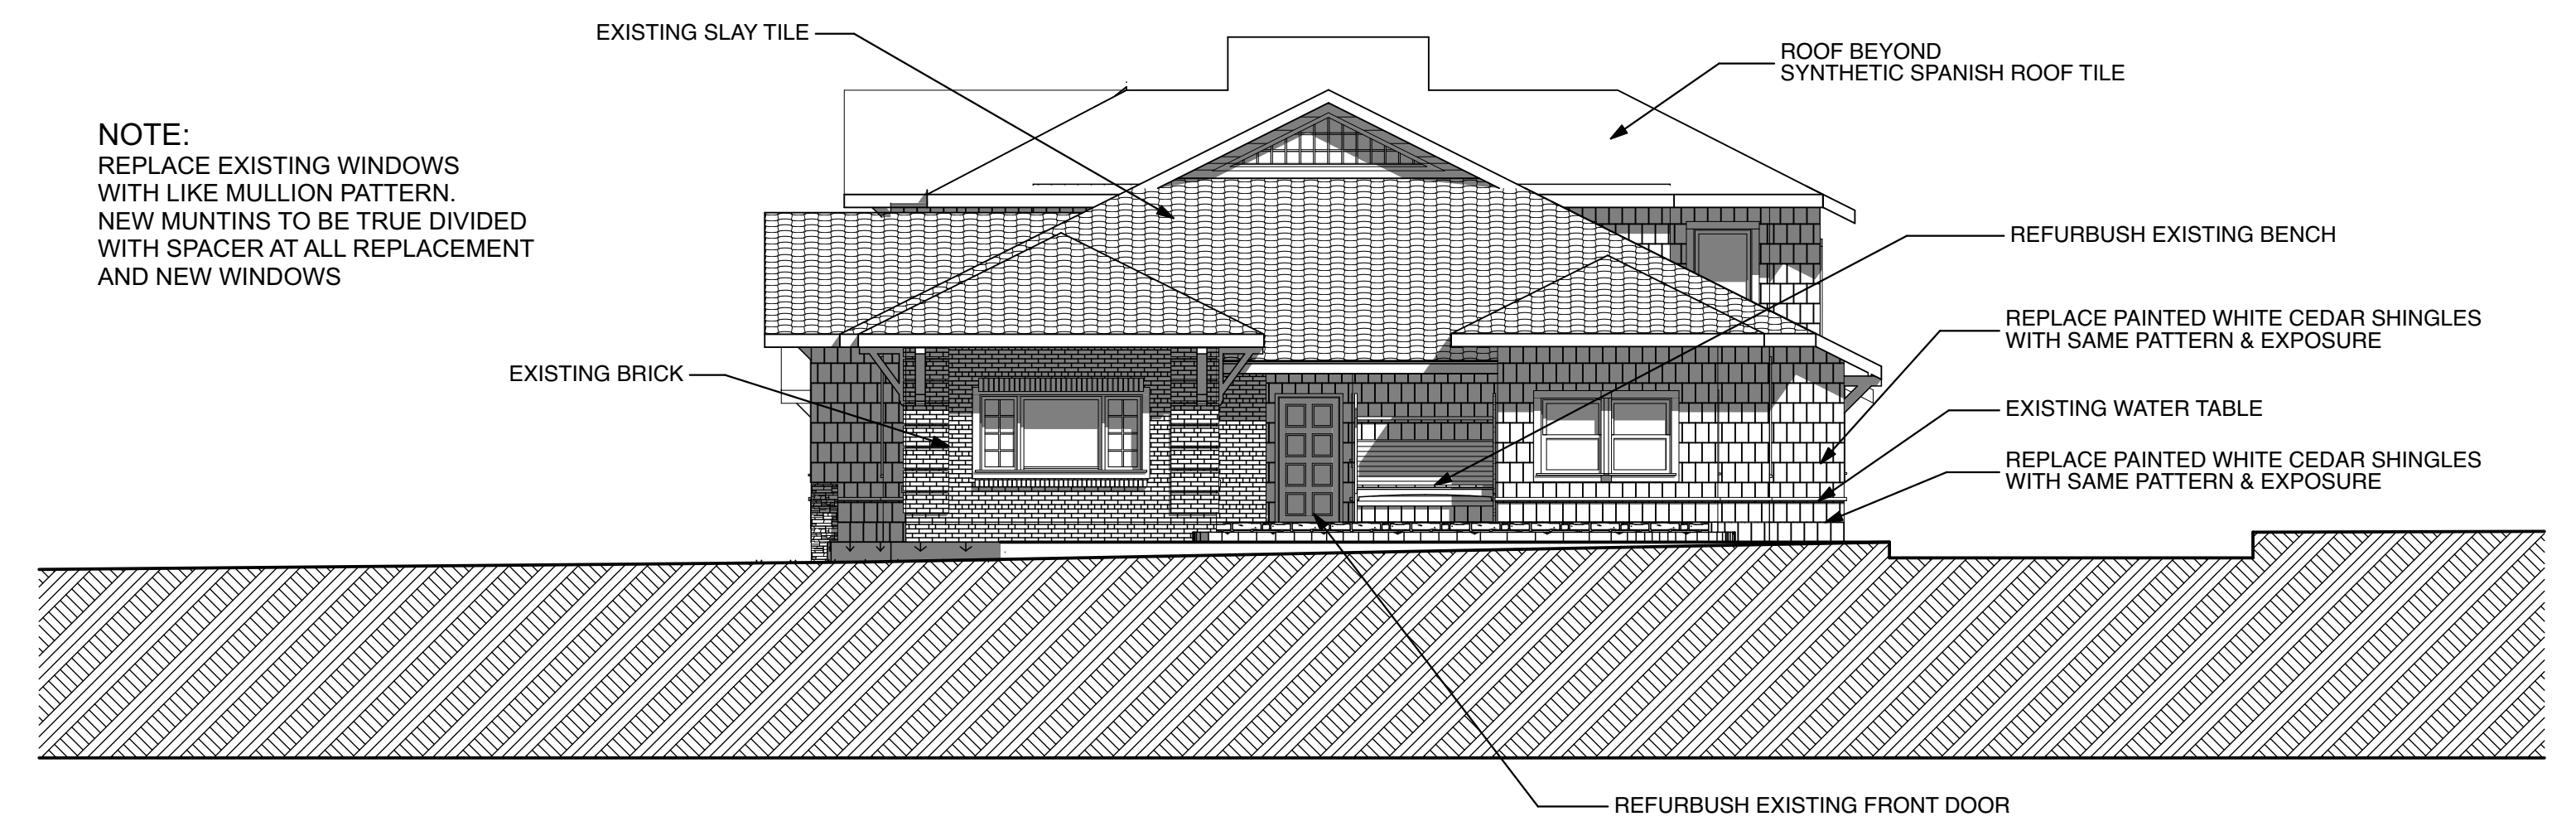 EXISTING SLAY TILE
ROOF BEYOND
SYNTHETIC SPANISH ROOF TILE
NOTE:
REPLACE EXISTING WINDOWS
WITH LIKE MULLION PATTERN.
NEW MUNTINS TO BE TRUE DIVIDED
WITH SPACER AT ALL REPLACEMENT
AND NEW WINDOWS
REFURBUSH EXISTING BENCH
REPLACE PAINTED WHITE CEDAR SHINGLES
WITH SAME PATTERN & EXPOSURE
EXISTING BRICK
EXISTING WATER TABLE
REPLACE PAINTED WHITE CEDAR SHINGLES
WITH SAME PATTERN & EXPOSURE
REFURBUSH EXISTING FRONT DOOR